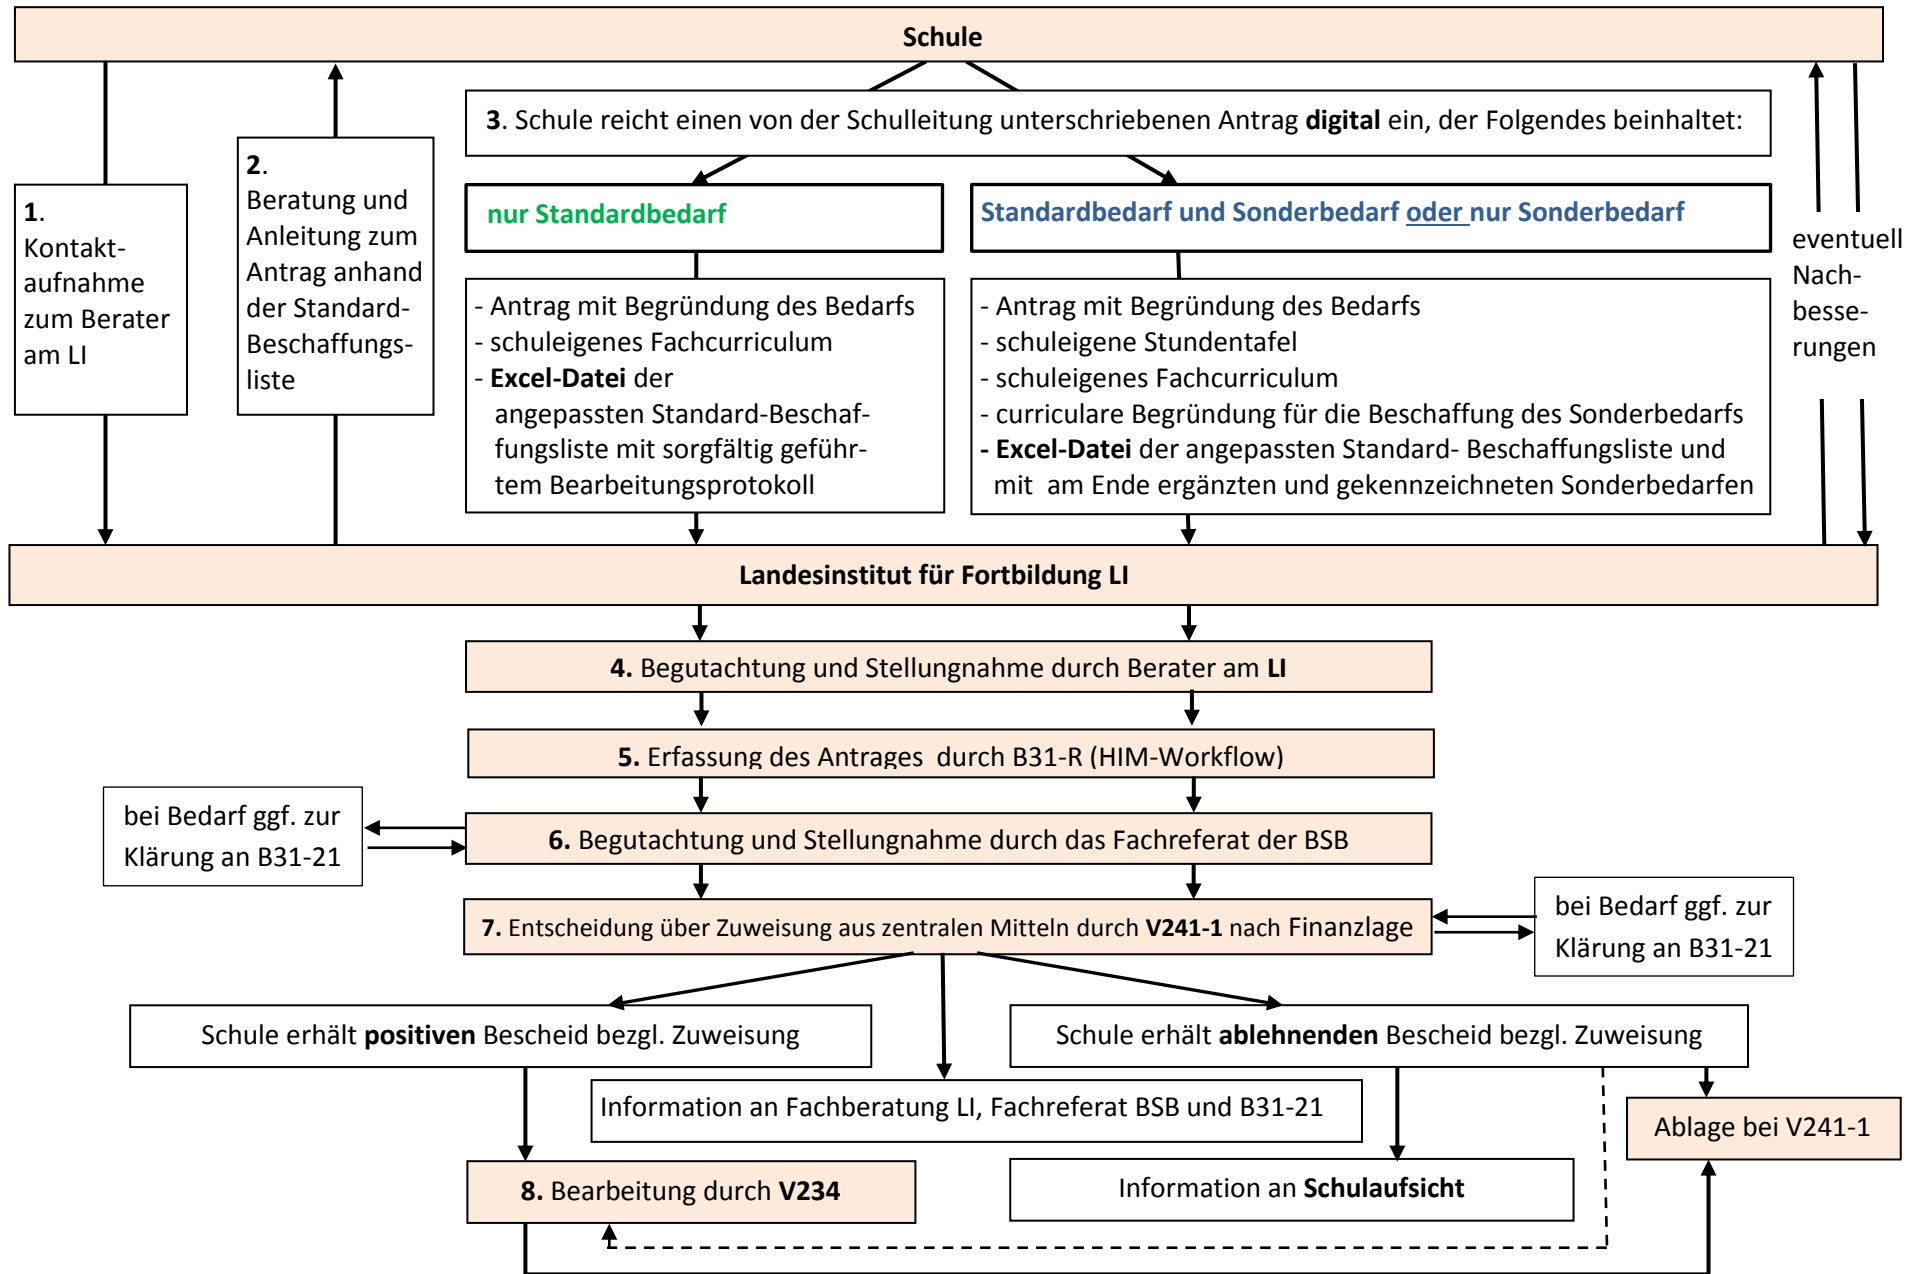 Schule
3. Schule reicht einen von der Schulleitung unterschriebenen Antrag digital ein, der Folgendes beinhaltet:
1.
Kontakt-
aufnahme
zum Berater
am LI
2.
Beratung und
Anleitung zum
Antrag anhand
der Standard-
Beschaffungs-
liste
nur Standardbedarf
- Antrag mit Begründung des Bedarfs
- schuleigenes Fachcurriculum
- Excel-Datei der
angepassten Standard-Beschaf-
fungsliste mit sorgfältig geführ-
tem Bearbeitungsprotokoll
Standardbedarf und Sonderbedarf oder nur Sonderbedarf
- Antrag mit Begründung des Bedarfs
- schuleigene Stundentafel
- schuleigenes Fachcurriculum
- curriculare Begründung für die Beschaffung des Sonderbedarfs
- Excel-Datei der angepassten Standard- Beschaffungsliste und
mit am Ende ergänzten und gekennzeichneten Sonderbedarfen
eventuell
Nach-
besse-
rungen
Landesinstitut für Fortbildung LI
4. Begutachtung und Stellungnahme durch Berater am LI
5. Erfassung des Antrages durch B31-R (HIM-Workflow)
bei Bedarf ggf. zur
Klärung an B31-21
6. Begutachtung und Stellungnahme durch das Fachreferat der BSB
7. Entscheidung über Zuweisung aus zentralen Mitteln durch V241-1 nach Finanzlage
bei Bedarf ggf. zur
Klärung an B31-21
Schule erhält positiven Bescheid bezgl. Zuweisung
Schule erhält ablehnenden Bescheid bezgl. Zuweisung
Information an Fachberatung LI, Fachreferat BSB und B31-21
Ablage bei V241-1
8. Bearbeitung durch V234
Information an Schulaufsicht